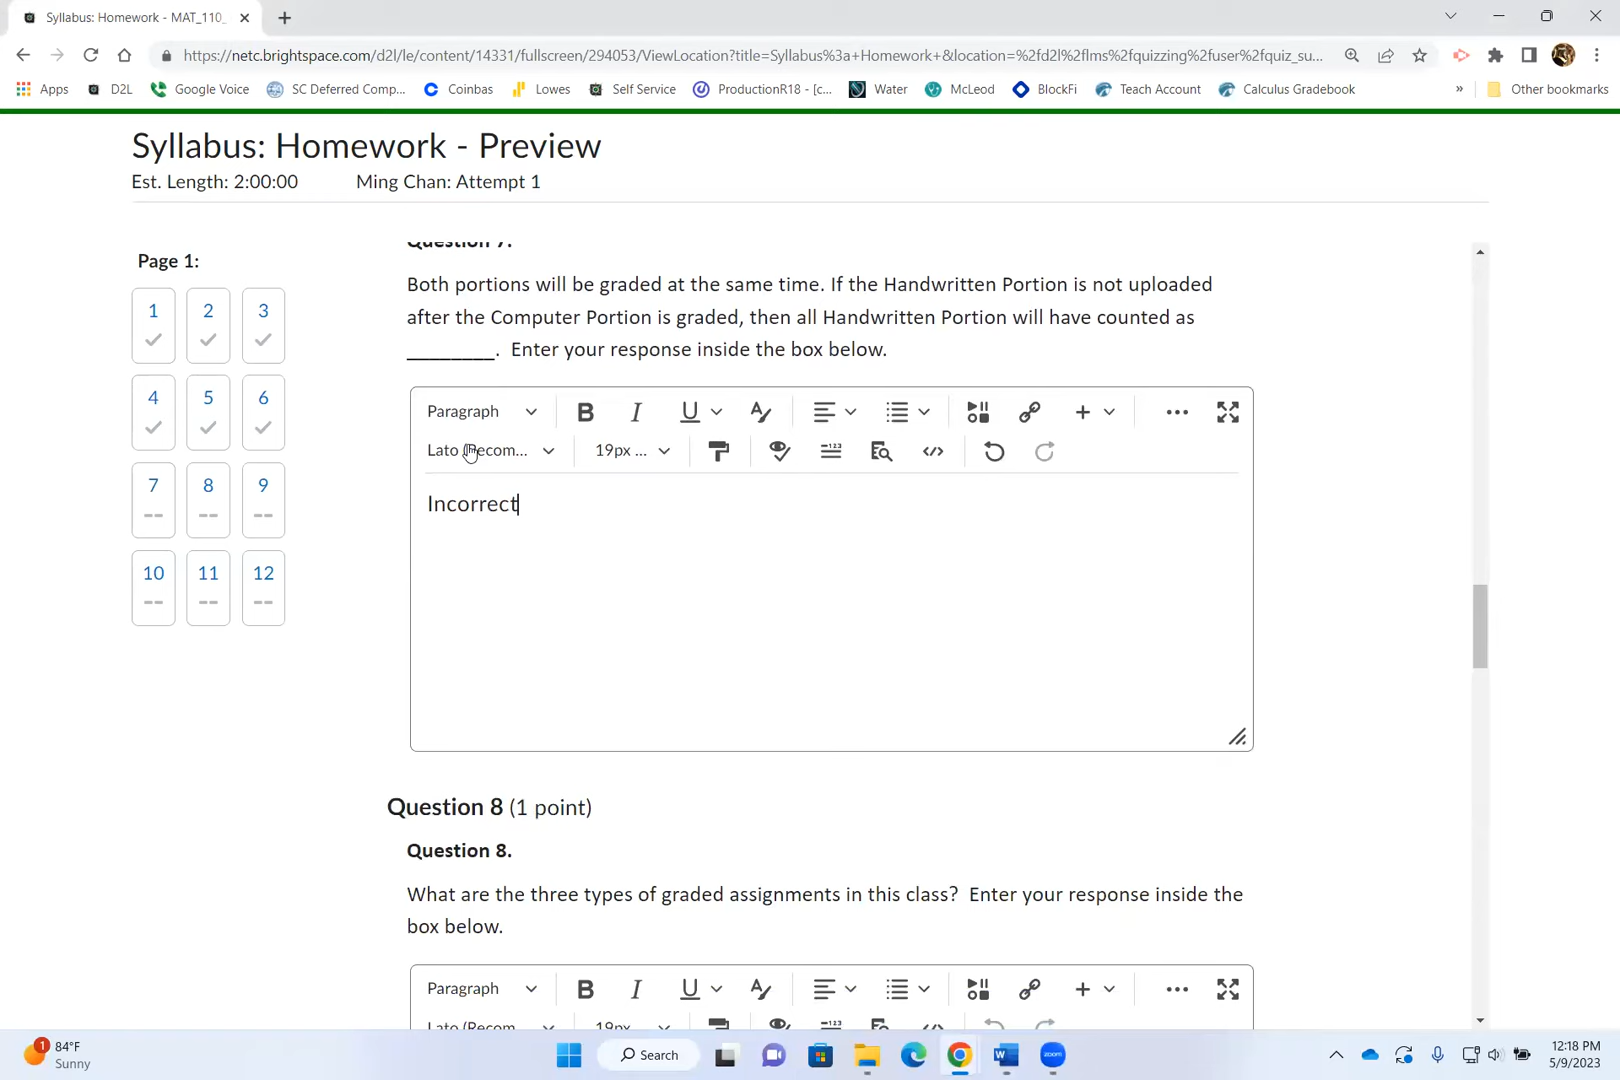 Syllabus: Homework - MAT_110_
https://netc.brightspace.com/d2l/le/content/14331/fullscreen/294053/ViewLocation?title=Syllabus%3a+Homework+&location=%2fd2l%2flms%2fquizzing%2fuser%2fquiz_su...
Apps D2L Google Voice SC Deferred Comp... Coinbas Lowes Self Service ProductionR18 - [c... Water McLeod BlockFi Teach Account Calculus Gradebook » Other bookmarks
Syllabus: Homework - Preview
Est. Length: 2:00:00 Ming Chan: Attempt 1
Page 1:
1 2 3
4 5 6
7 8 9
-- -- --
10 11 12
-- -- --
Question 7.
Both portions will be graded at the same time. If the Handwritten Portion is not uploaded
after the Computer Portion is graded, then all Handwritten Portion will have counted as
________. Enter your response inside the box below.
Paragraph B I U
Lato (Recom... 19px ...
Incorrect
Question 8 (1 point)
Question 8.
What are the three types of graded assignments in this class? Enter your response inside the
box below.
Paragraph B I U
Lato (Recom... 19px ...
1
84°F
Sunny
Search
zoom
12:18 PM
5/9/2023